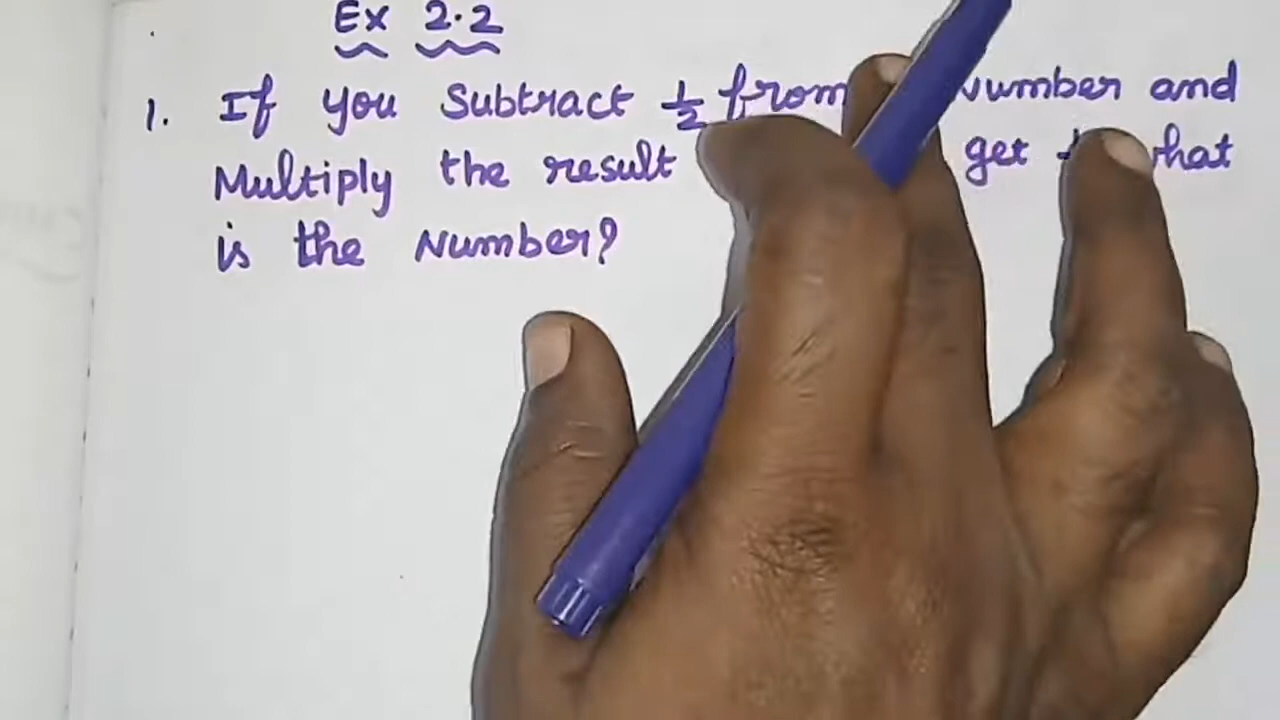 Ex 2.2
1. If you Subtract 1/2 from Number and
Multiply the result get what
is the Number?